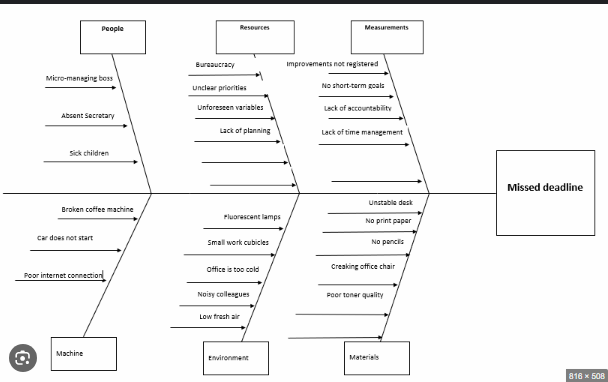 People
Resources
Measurements
Micro-managing boss
Absent Secretary
Sick children
Bureaucracy
Unclear priorities
Unforeseen variables
Lack of planning
Improvements not registered
No short-term goals
Lack of accountability
Lack of time management
Missed deadline
Broken coffee machine
Car does not start
Poor internet connection
Fluorescent lamps
Small work cubicles
Office is too cold
Noisy colleagues
Low fresh air
Unstable desk
No print paper
No pencils
Creaking office chair
Poor toner quality
Machine
Environment
Materials
816 × 508